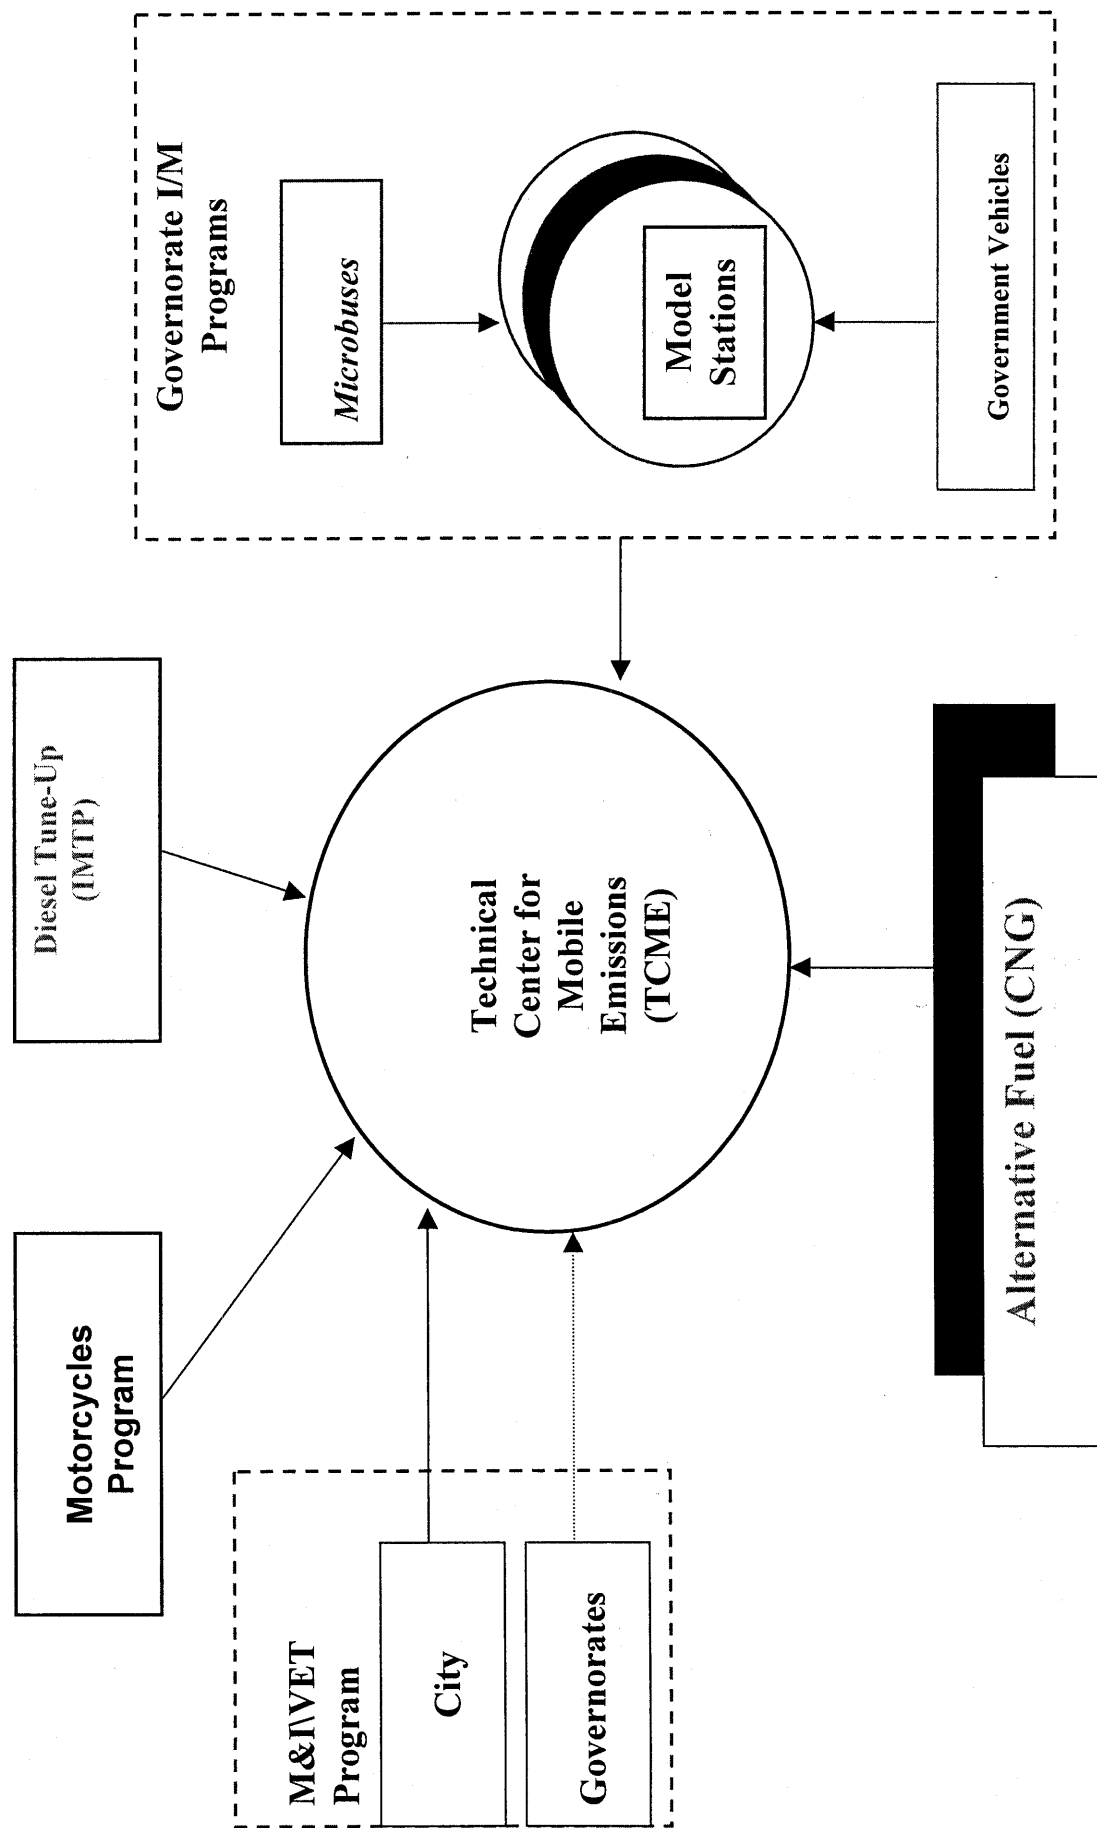 Motorcycles
Program
Diesel Tune-Up
(IMTP)
Governorate I/M
Programs
M&I\VET
Program
City
Governorates
Technical
Center for
Mobile
Emissions
(TCME)
Microbuses
Model
Stations
Government Vehicles
Alternative Fuel (CNG)